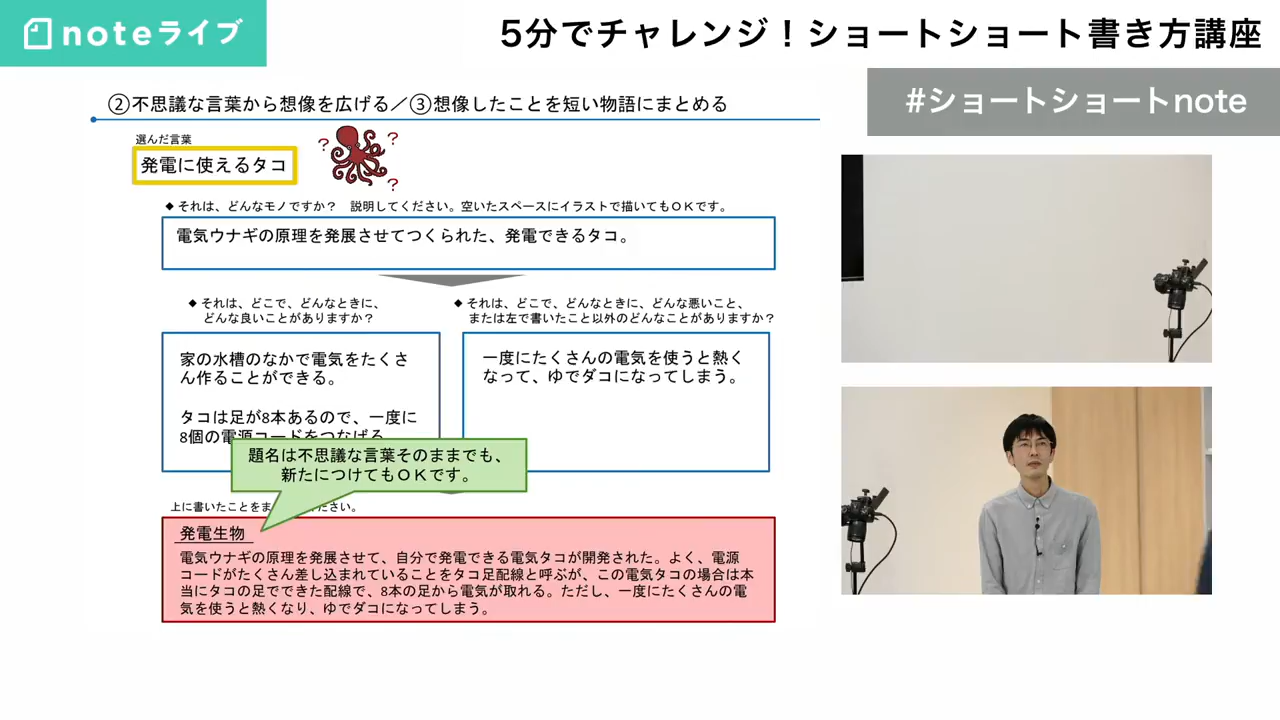 noteライブ
5分でチャレンジ！ショートショート書き方講座
#ショートショートnote
②不思議な言葉から想像を広げる／③想像したことを短い物語にまとめる
選んだ言葉
発電に使えるタコ
? ? ?
◆ それは、どんなモノですか？　説明してください。空いたスペースにイラストで描いてもＯＫです。
電気ウナギの原理を発展させてつくられた、発電できるタコ。
◆ それは、どこで、どんなときに、
どんな良いことがありますか？
家の水槽のなかで電気をたくさ
ん作ることができる。
タコは足が8本あるので、一度に
8個の電源コードをつなげる
◆ それは、どこで、どんなときに、どんな悪いこと、
または左で書いたこと以外のどんなことがありますか？
一度にたくさんの電気を使うと熱く
なって、ゆでダコになってしまう。
題名は不思議な言葉そのままでも、
新たにつけてもＯＫです。
上に書いたことをま ださい。
発電生物
電気ウナギの原理を発展させて、自分で発電できる電気タコが開発された。よく、電源
コードがたくさん差し込まれていることをタコ足配線と呼ぶが、この電気タコの場合は本
当にタコの足でできた配線で、8本の足から電気が取れる。ただし、一度にたくさんの電
気を使うと熱くなり、ゆでダコになってしまう。